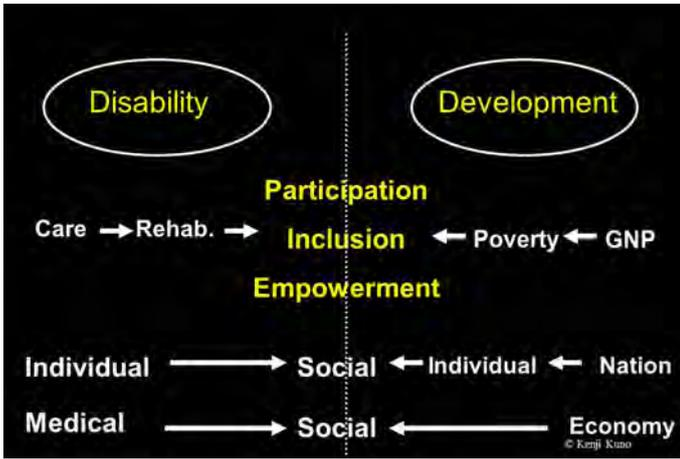 Disability Development
Participation
Care Rehab. Inclusion Poverty GNP
Empowerment
Individual Social Individual Nation
Medical Social Economy
© Kenji Kuno